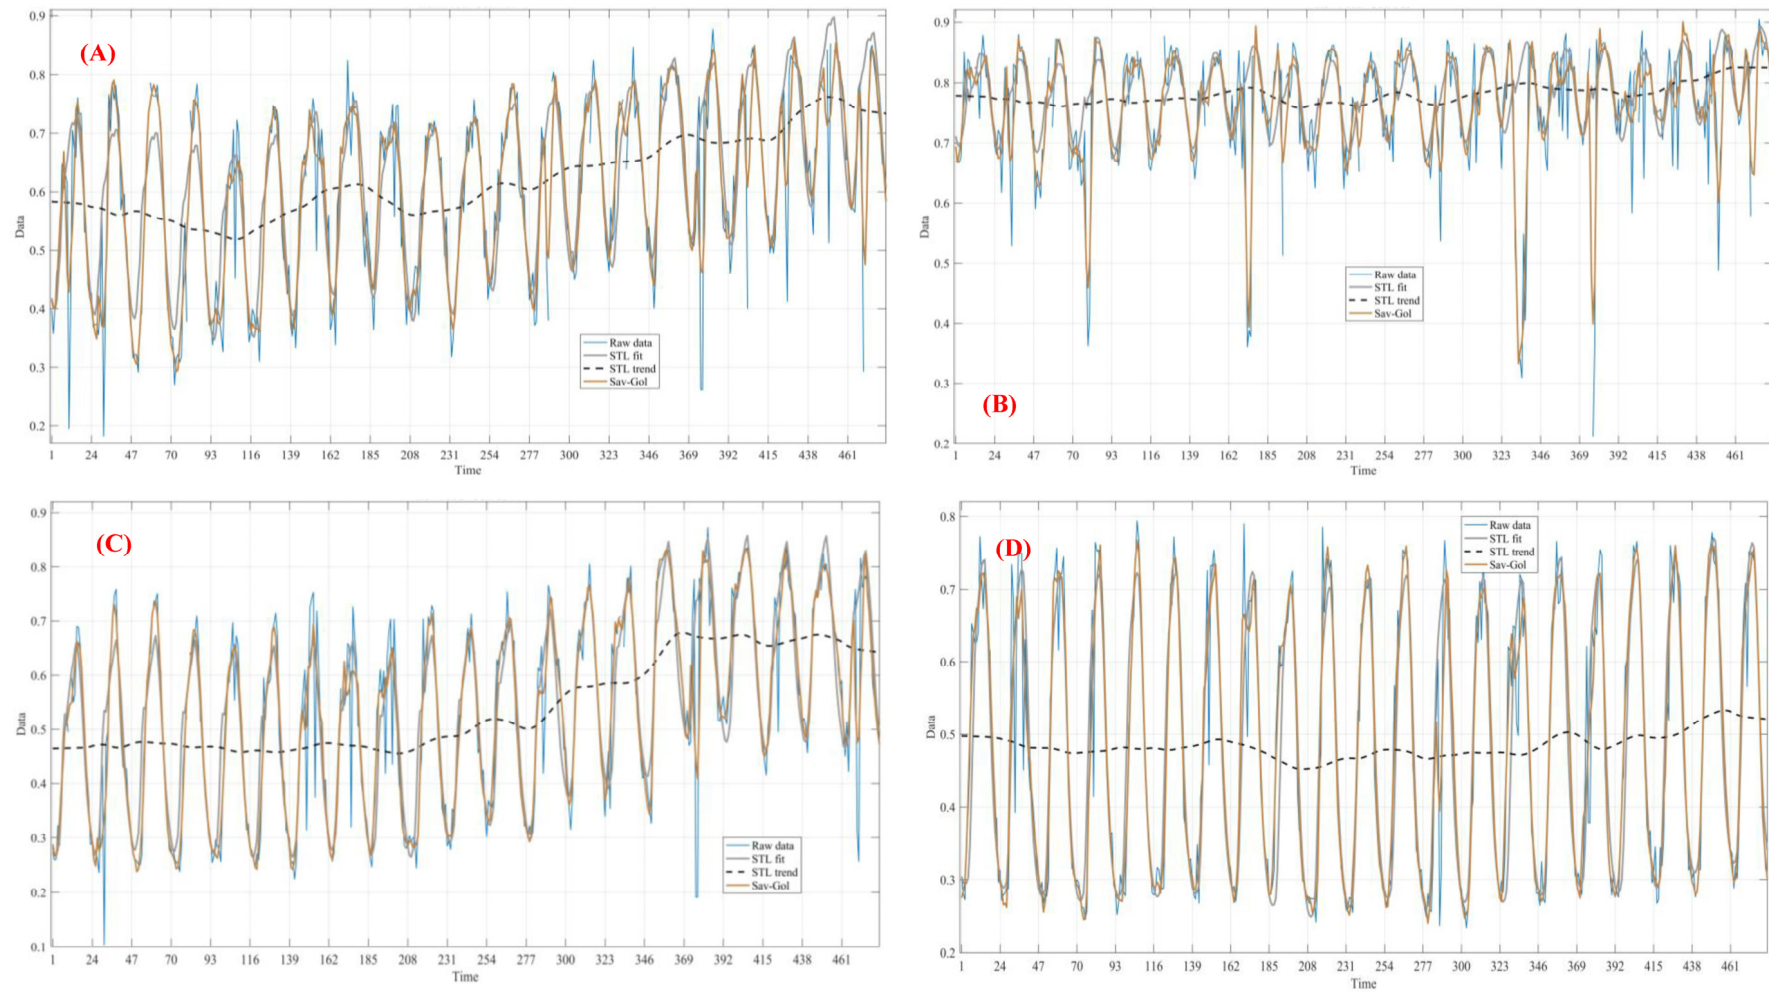 (A)
0.9
0.8
0.7
0.6
0.5
0.4
0.3
0.2
Data
1 24 47 70 93 116 139 162 185 208 231 254 277 300 323 346 369 392 415 438 461
Time
Raw data
STL fit
STL trend
Sav-Gol
(B)
0.9
0.8
0.7
0.6
0.5
0.4
0.3
0.2
Data
1 24 47 70 93 116 139 162 185 208 231 254 277 300 323 346 369 392 415 438 461
Time
Raw data
STL fit
STL trend
Sav-Gol
(C)
0.9
0.8
0.7
0.6
0.5
0.4
0.3
0.2
0.1
Data
1 24 47 70 93 116 139 162 185 208 231 254 277 300 323 346 369 392 415 438 461
Time
Raw data
STL fit
STL trend
Sav-Gol
(D)
0.8
0.7
0.6
0.5
0.4
0.3
0.2
Data
1 24 47 70 93 116 139 162 185 208 231 254 277 300 323 346 369 392 415 438 461
Time
Raw data
STL fit
STL trend
Sav-Gol